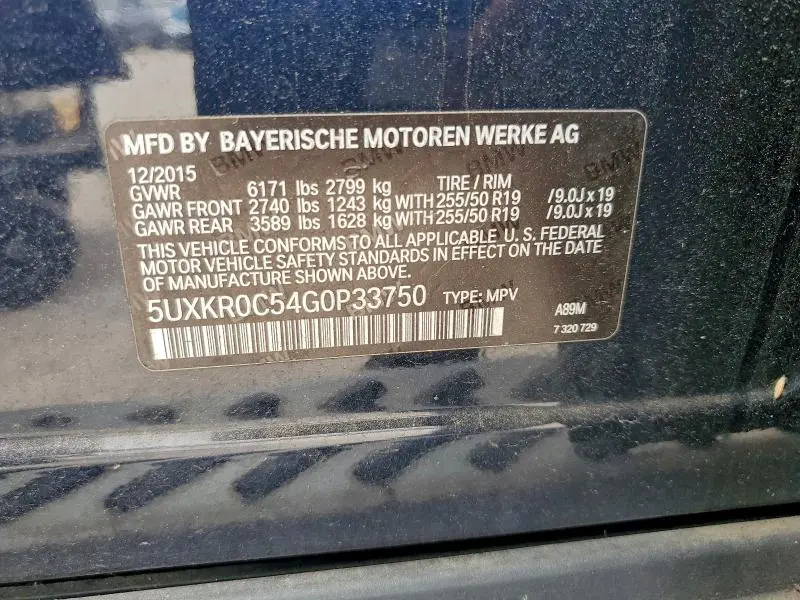 MFD BY BAYERISCHE MOTOREN WERKE AG
12/2015
GVWR 6171 lbs 2799 kg TIRE / RIM
GAWR FRONT 2740 lbs 1243 kg WITH 255/50 R19 /9.0J x 19
GAWR REAR 3589 lbs 1628 kg WITH 255/50 R19 /9.0J x 19
THIS VEHICLE CONFORMS TO ALL APPLICABLE U. S. FEDERAL
MOTOR VEHICLE SAFETY STANDARDS IN EFFECT ON THE DATE
OF MANUFACTURE SHOWN ABOVE.
5UXKR0C54G0P33750 TYPE: MPV A89M
7 320 729